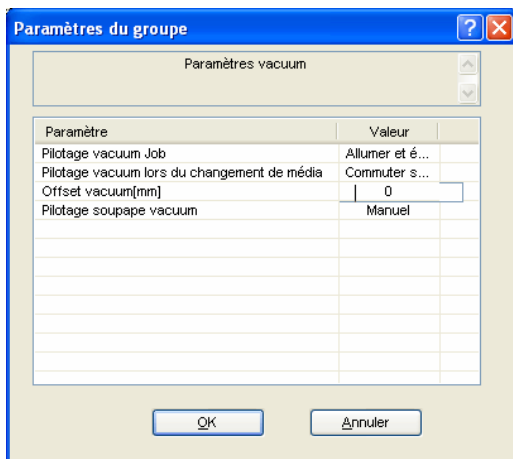 Paramètres du groupe
Paramètres vacuum
Paramètre Valeur
Pilotage vacuum Job Allumer et é...
Pilotage vacuum lors du changement de média Commuter s...
Offset vacuum[mm] 0
Pilotage soupape vacuum Manuel
OK Annuler